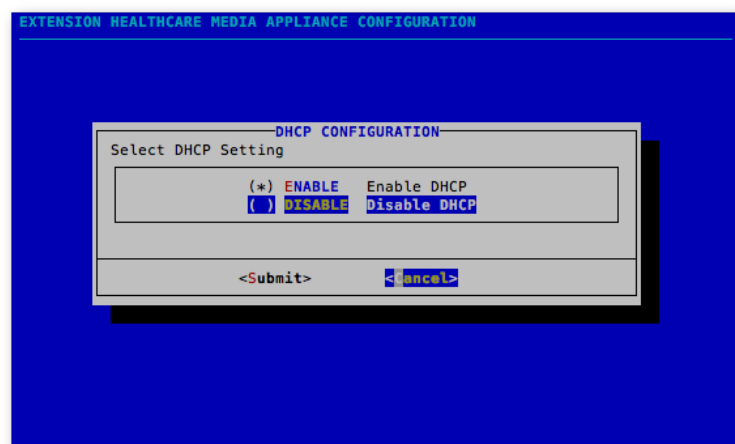 EXTENSION HEALTHCARE MEDIA APPLIANCE CONFIGURATION
DHCP CONFIGURATION
Select DHCP Setting
(*) ENABLE Enable DHCP
( ) DISABLE Disable DHCP
<Submit> <Cancel>